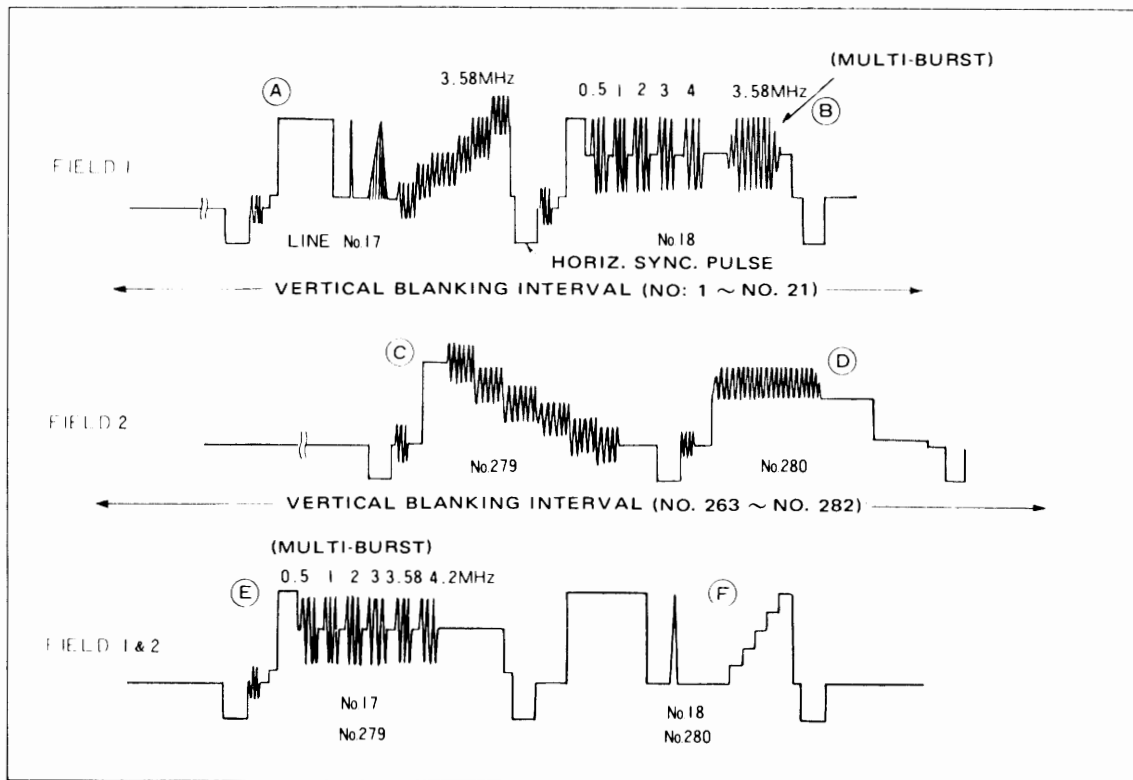 (MULTI-BURST)
3.58MHz
0.5 1 2 3 4 3.58MHz
A
B
FIELD 1
LINE No.17
No.18
HORIZ. SYNC. PULSE
VERTICAL BLANKING INTERVAL (NO: 1 ~ NO. 21)
C
D
FIELD 2
No.279
No.280
VERTICAL BLANKING INTERVAL (NO. 263 ~ NO. 282)
(MULTI-BURST)
0.5 1 2 3 3.58 4.2MHz
E
F
FIELD 1 & 2
No.17
No.18
No.279
No.280